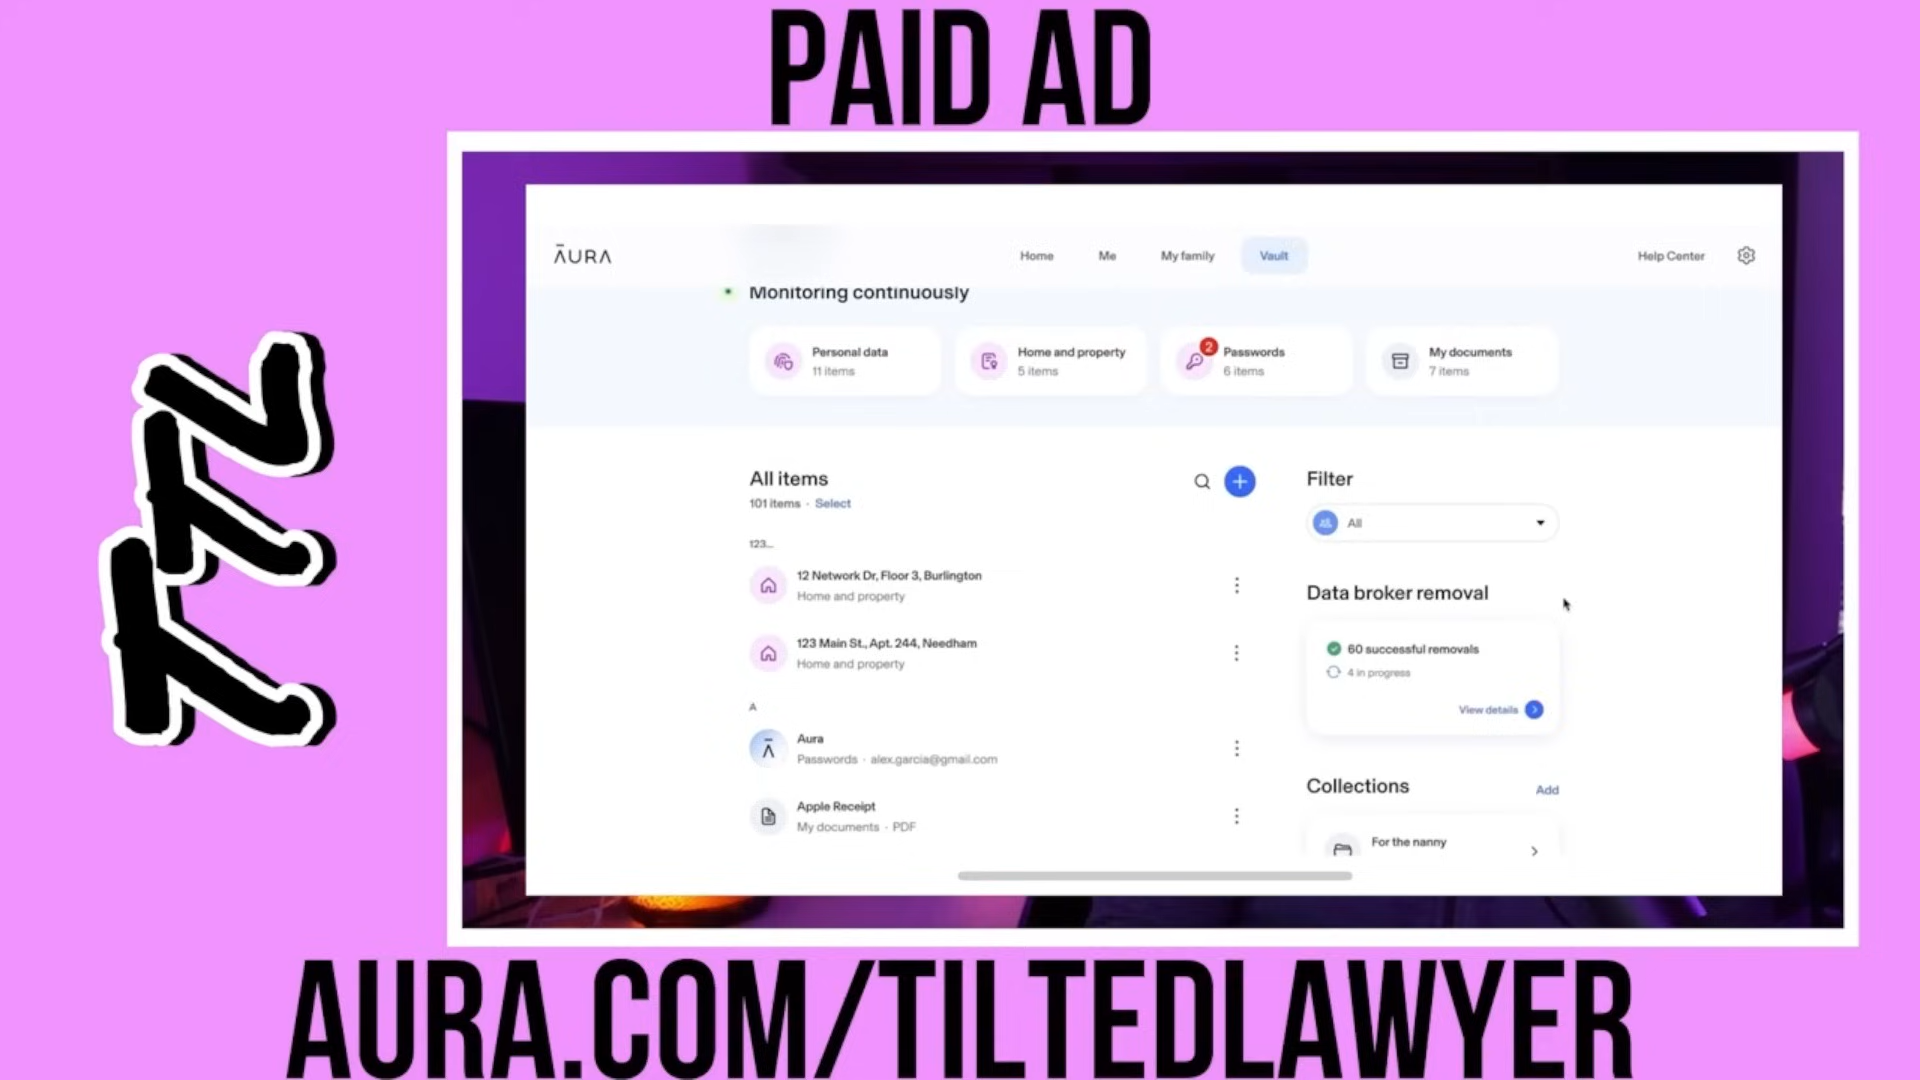 PAID AD
TTL
ĀURA
Home
Me
My family
Vault
Help Center
Monitoring continuously
Personal data
11 items
Home and property
5 items
2
Passwords
6 items
My documents
7 items
All items
101 items · Select
123...
12 Network Dr, Floor 3, Burlington
Home and property
123 Main St., Apt. 244, Needham
Home and property
A
Aura
Passwords · alex.garcia@gmail.com
Apple Receipt
My documents · PDF
Filter
All
Data broker removal
60 successful removals
4 in progress
View details
Collections
Add
For the nanny
AURA.COM/TILTEDLAWYER